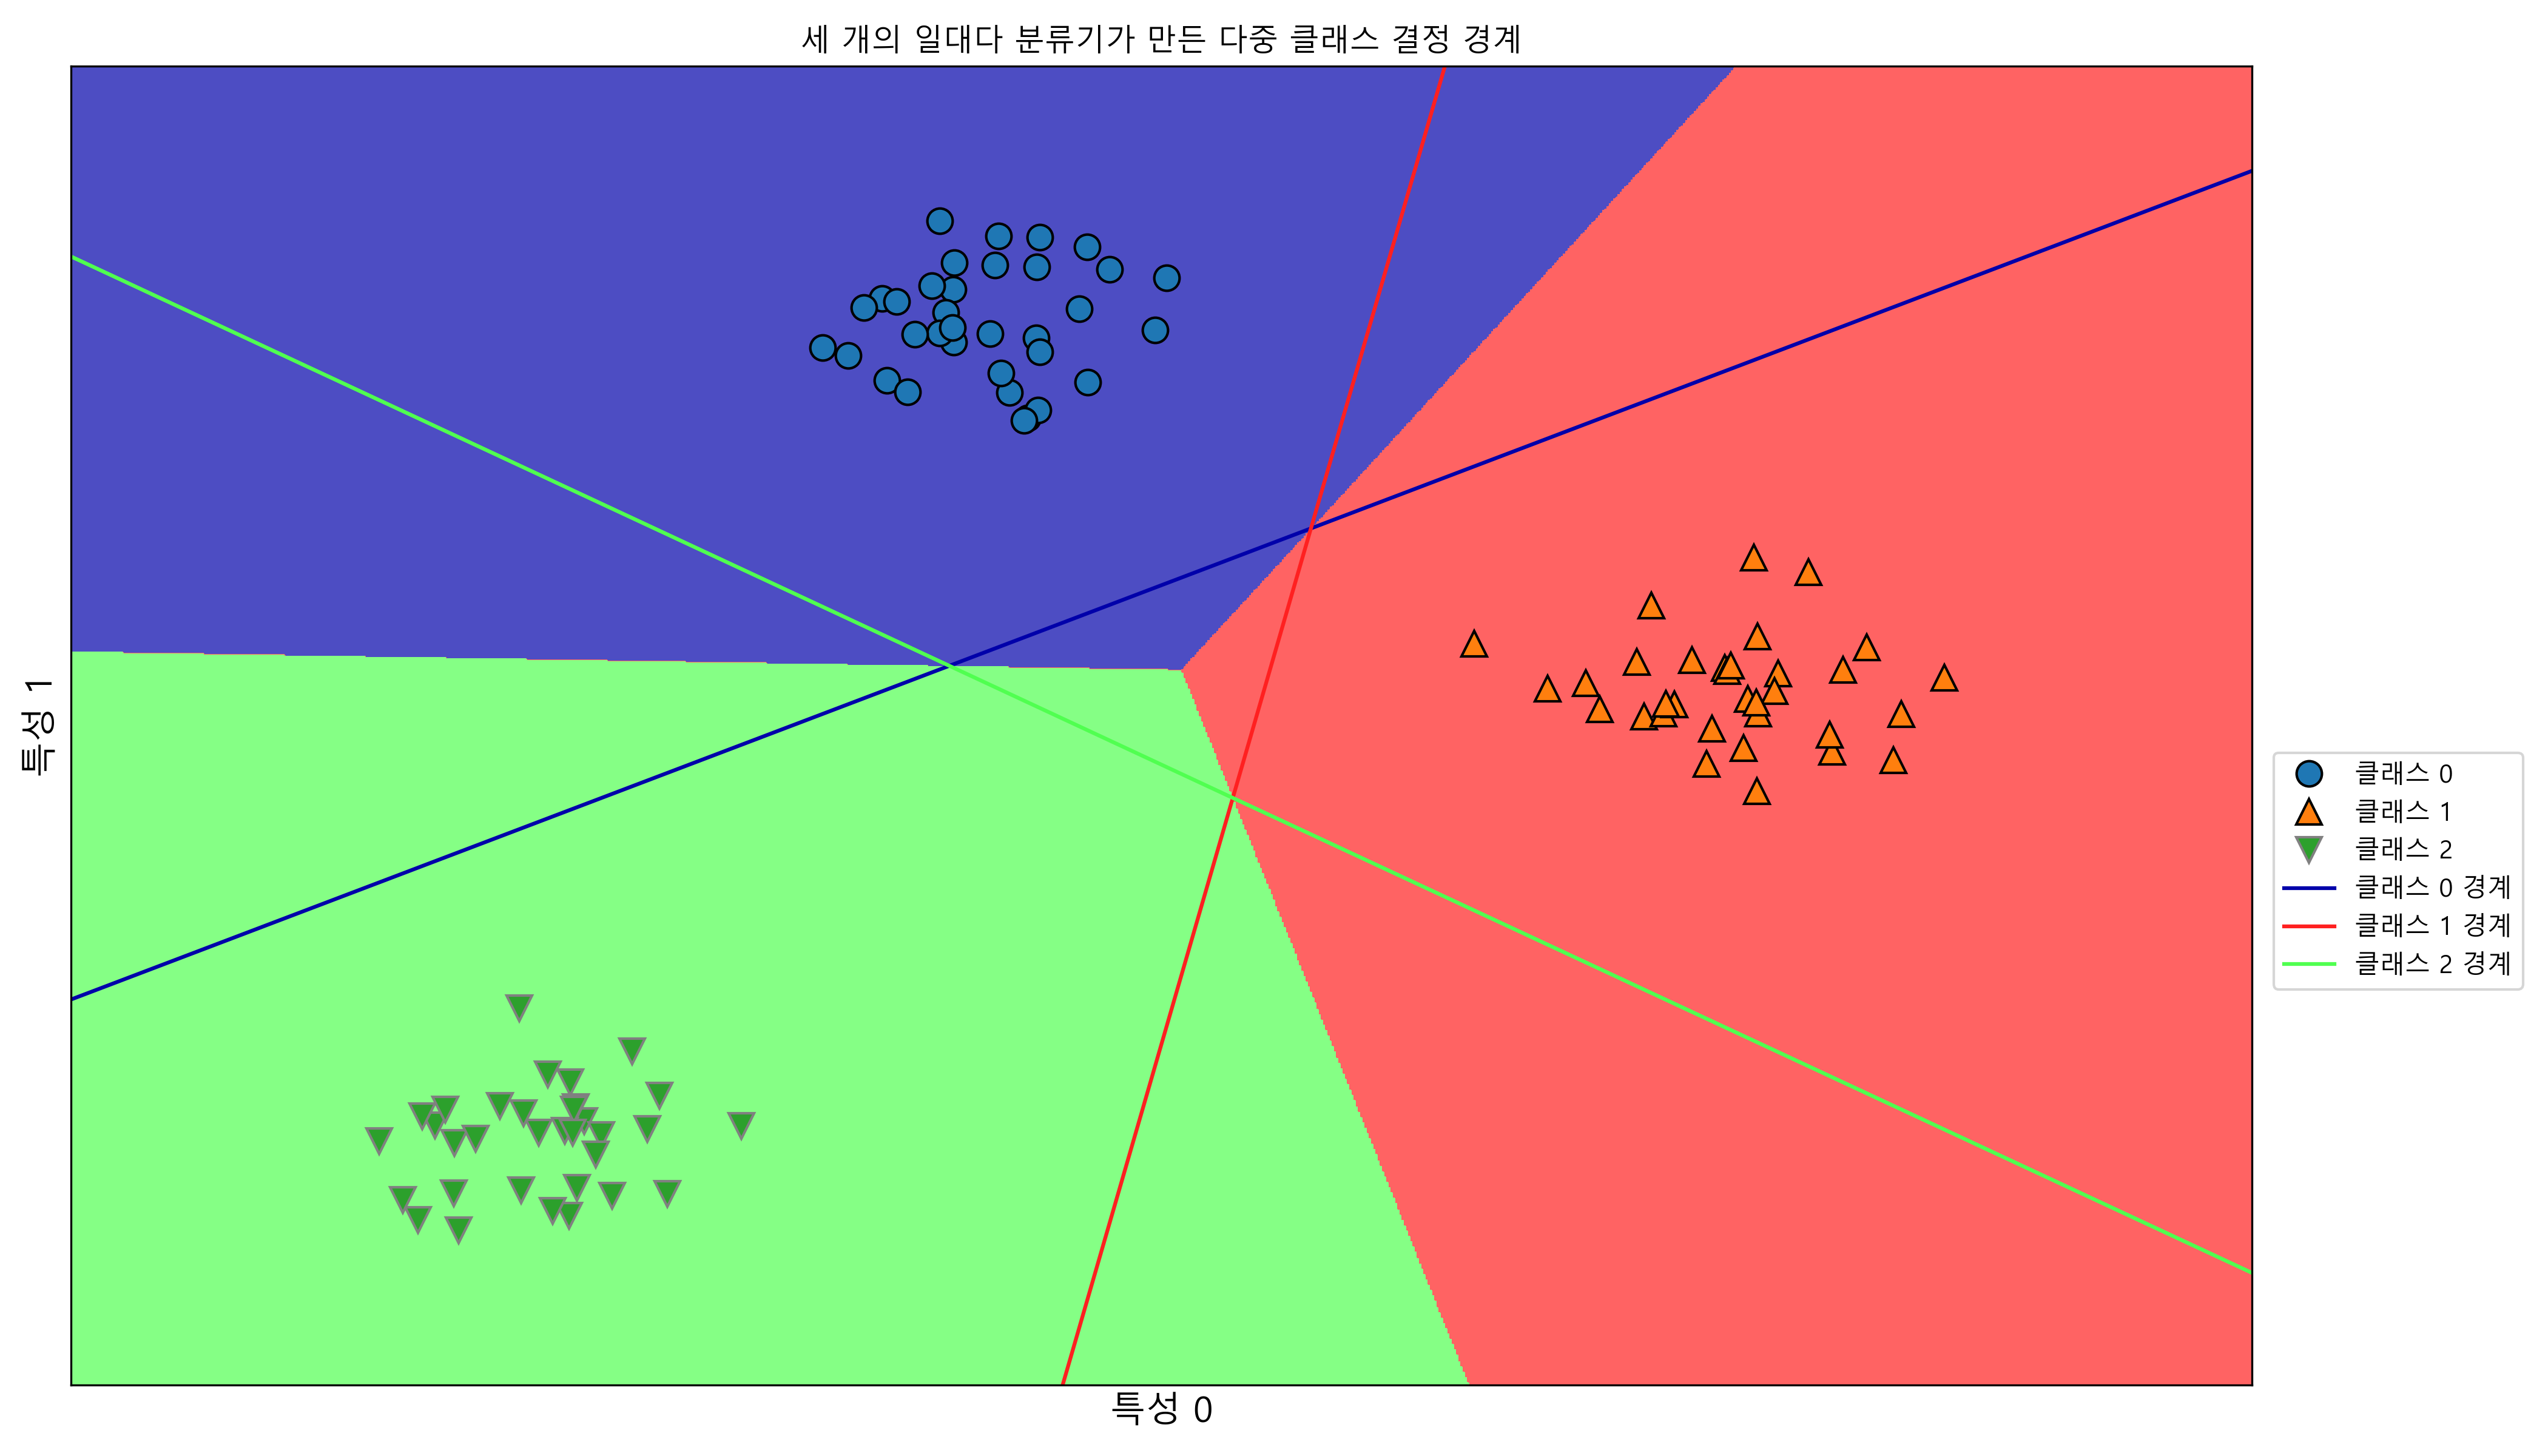 세 개의 일대다 분류기가 만든 다중 클래스 결정 경계
특성 1
클래스 0
클래스 1
클래스 2
클래스 0 경계
클래스 1 경계
클래스 2 경계
특성 0